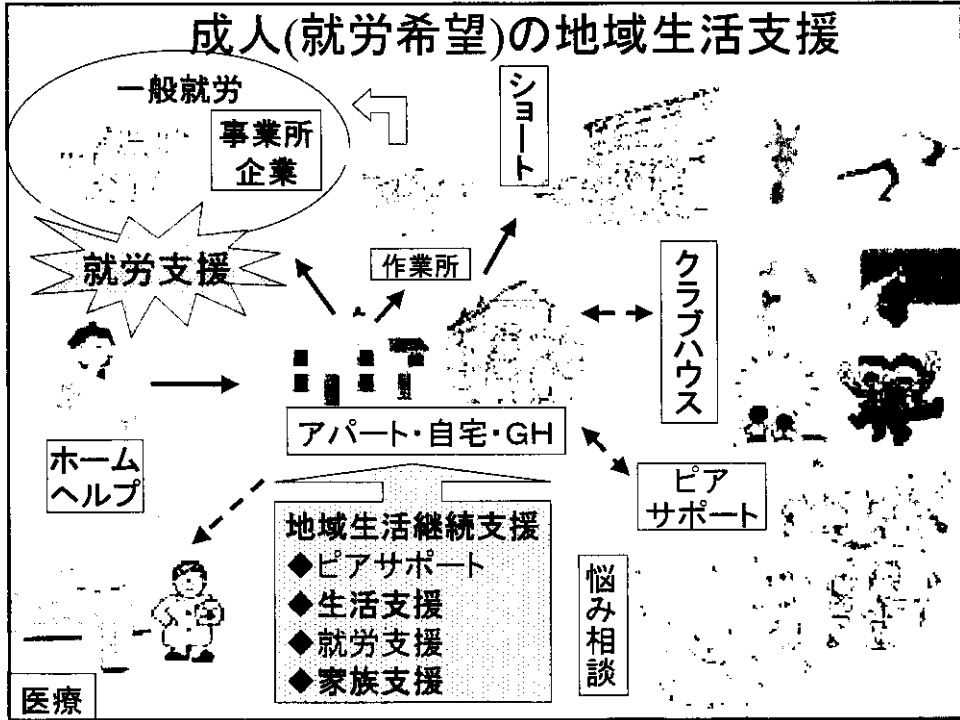 成人(就労希望)の地域生活支援
一般就労
事業所
企業
ショート
就労支援
作業所
クラブハウス
アパート・自宅・GH
ホーム
ヘルプ
ピア
サポート
地域生活継続支援
◆ピアサポート
◆生活支援
◆就労支援
◆家族支援
悩み相談
医療